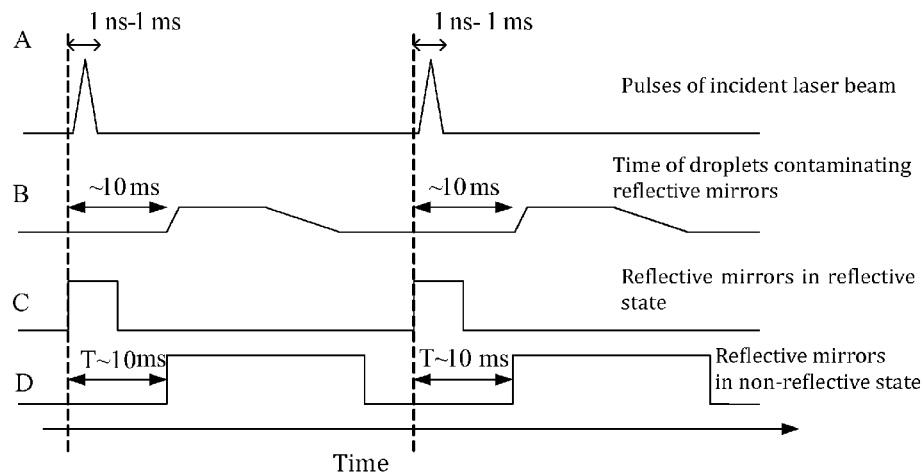 1 ns-1 ms
1 ns- 1 ms
A
Pulses of incident laser beam
Time of droplets contaminating
reflective mirrors
~10 ms
~10 ms
B
Reflective mirrors in reflective
state
C
T~10ms
T~10 ms
Reflective mirrors
in non-reflective state
D
Time